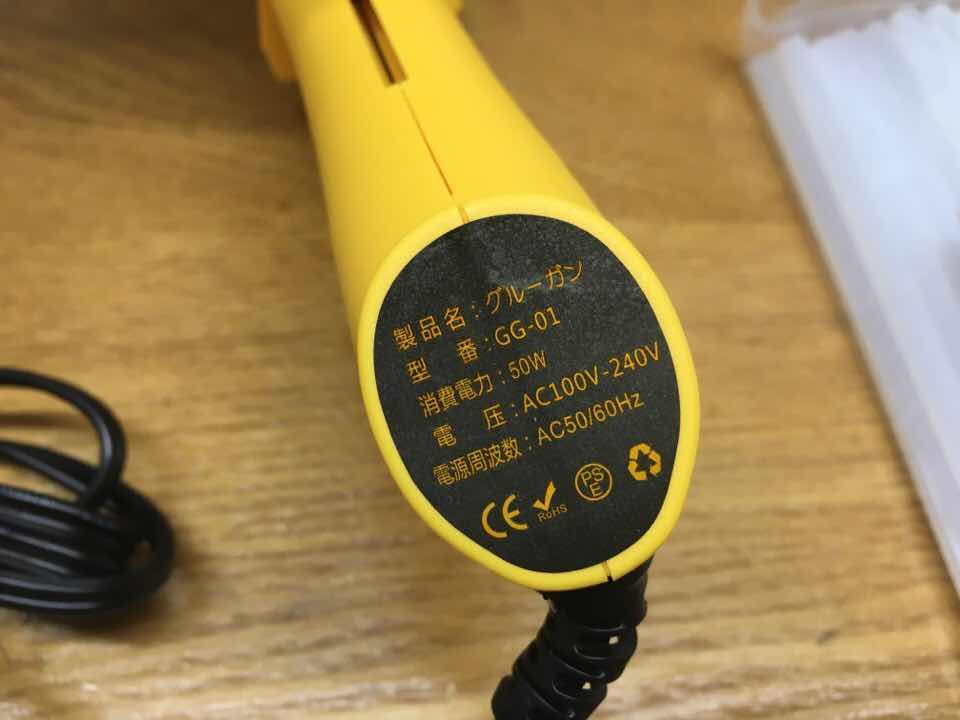 製品名：グルーガン
型　番：GG-01
消費電力：50W
電　压：AC100V-240V
電源周波数：AC50/60Hz
CE RoHS PSE